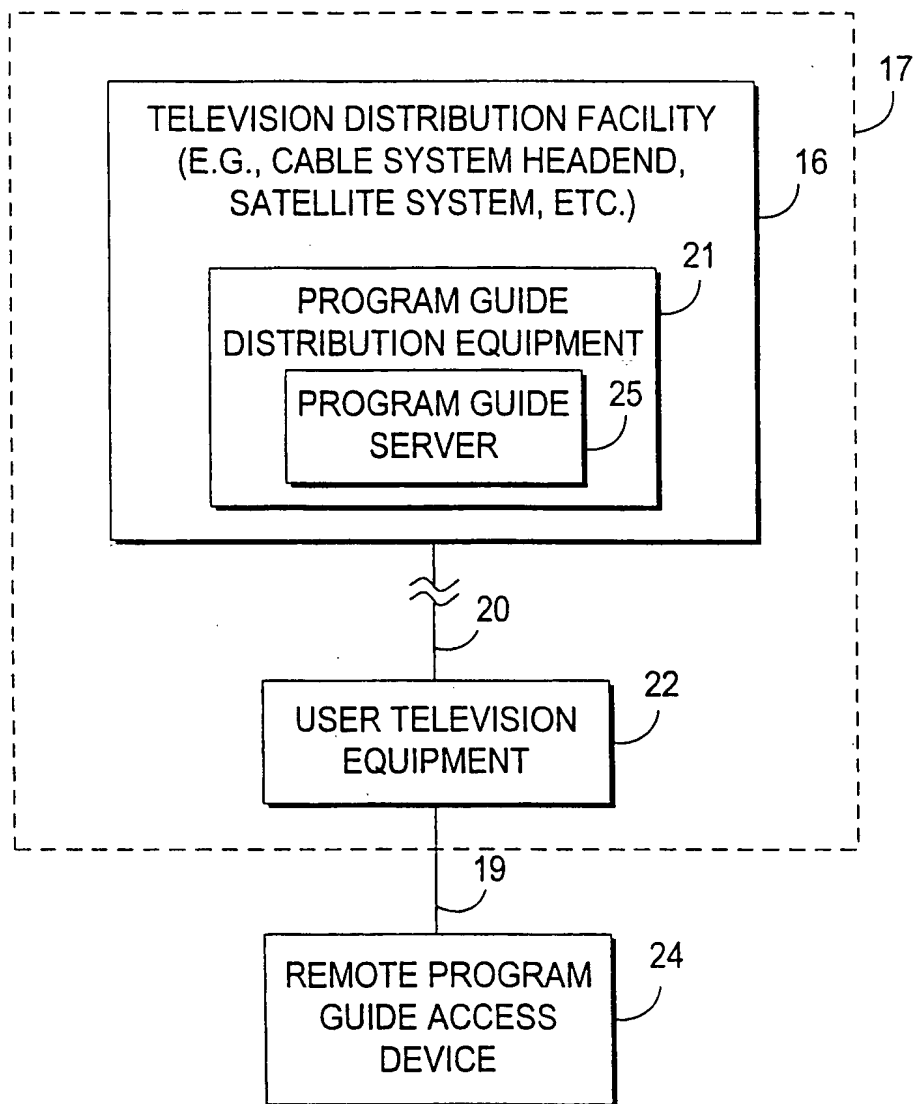 17
TELEVISION DISTRIBUTION FACILITY
(E.G., CABLE SYSTEM HEADEND,
SATELLITE SYSTEM, ETC.)
16
21
PROGRAM GUIDE
DISTRIBUTION EQUIPMENT
PROGRAM GUIDE
SERVER
25
20
USER TELEVISION
EQUIPMENT
22
19
REMOTE PROGRAM
GUIDE ACCESS
DEVICE
24